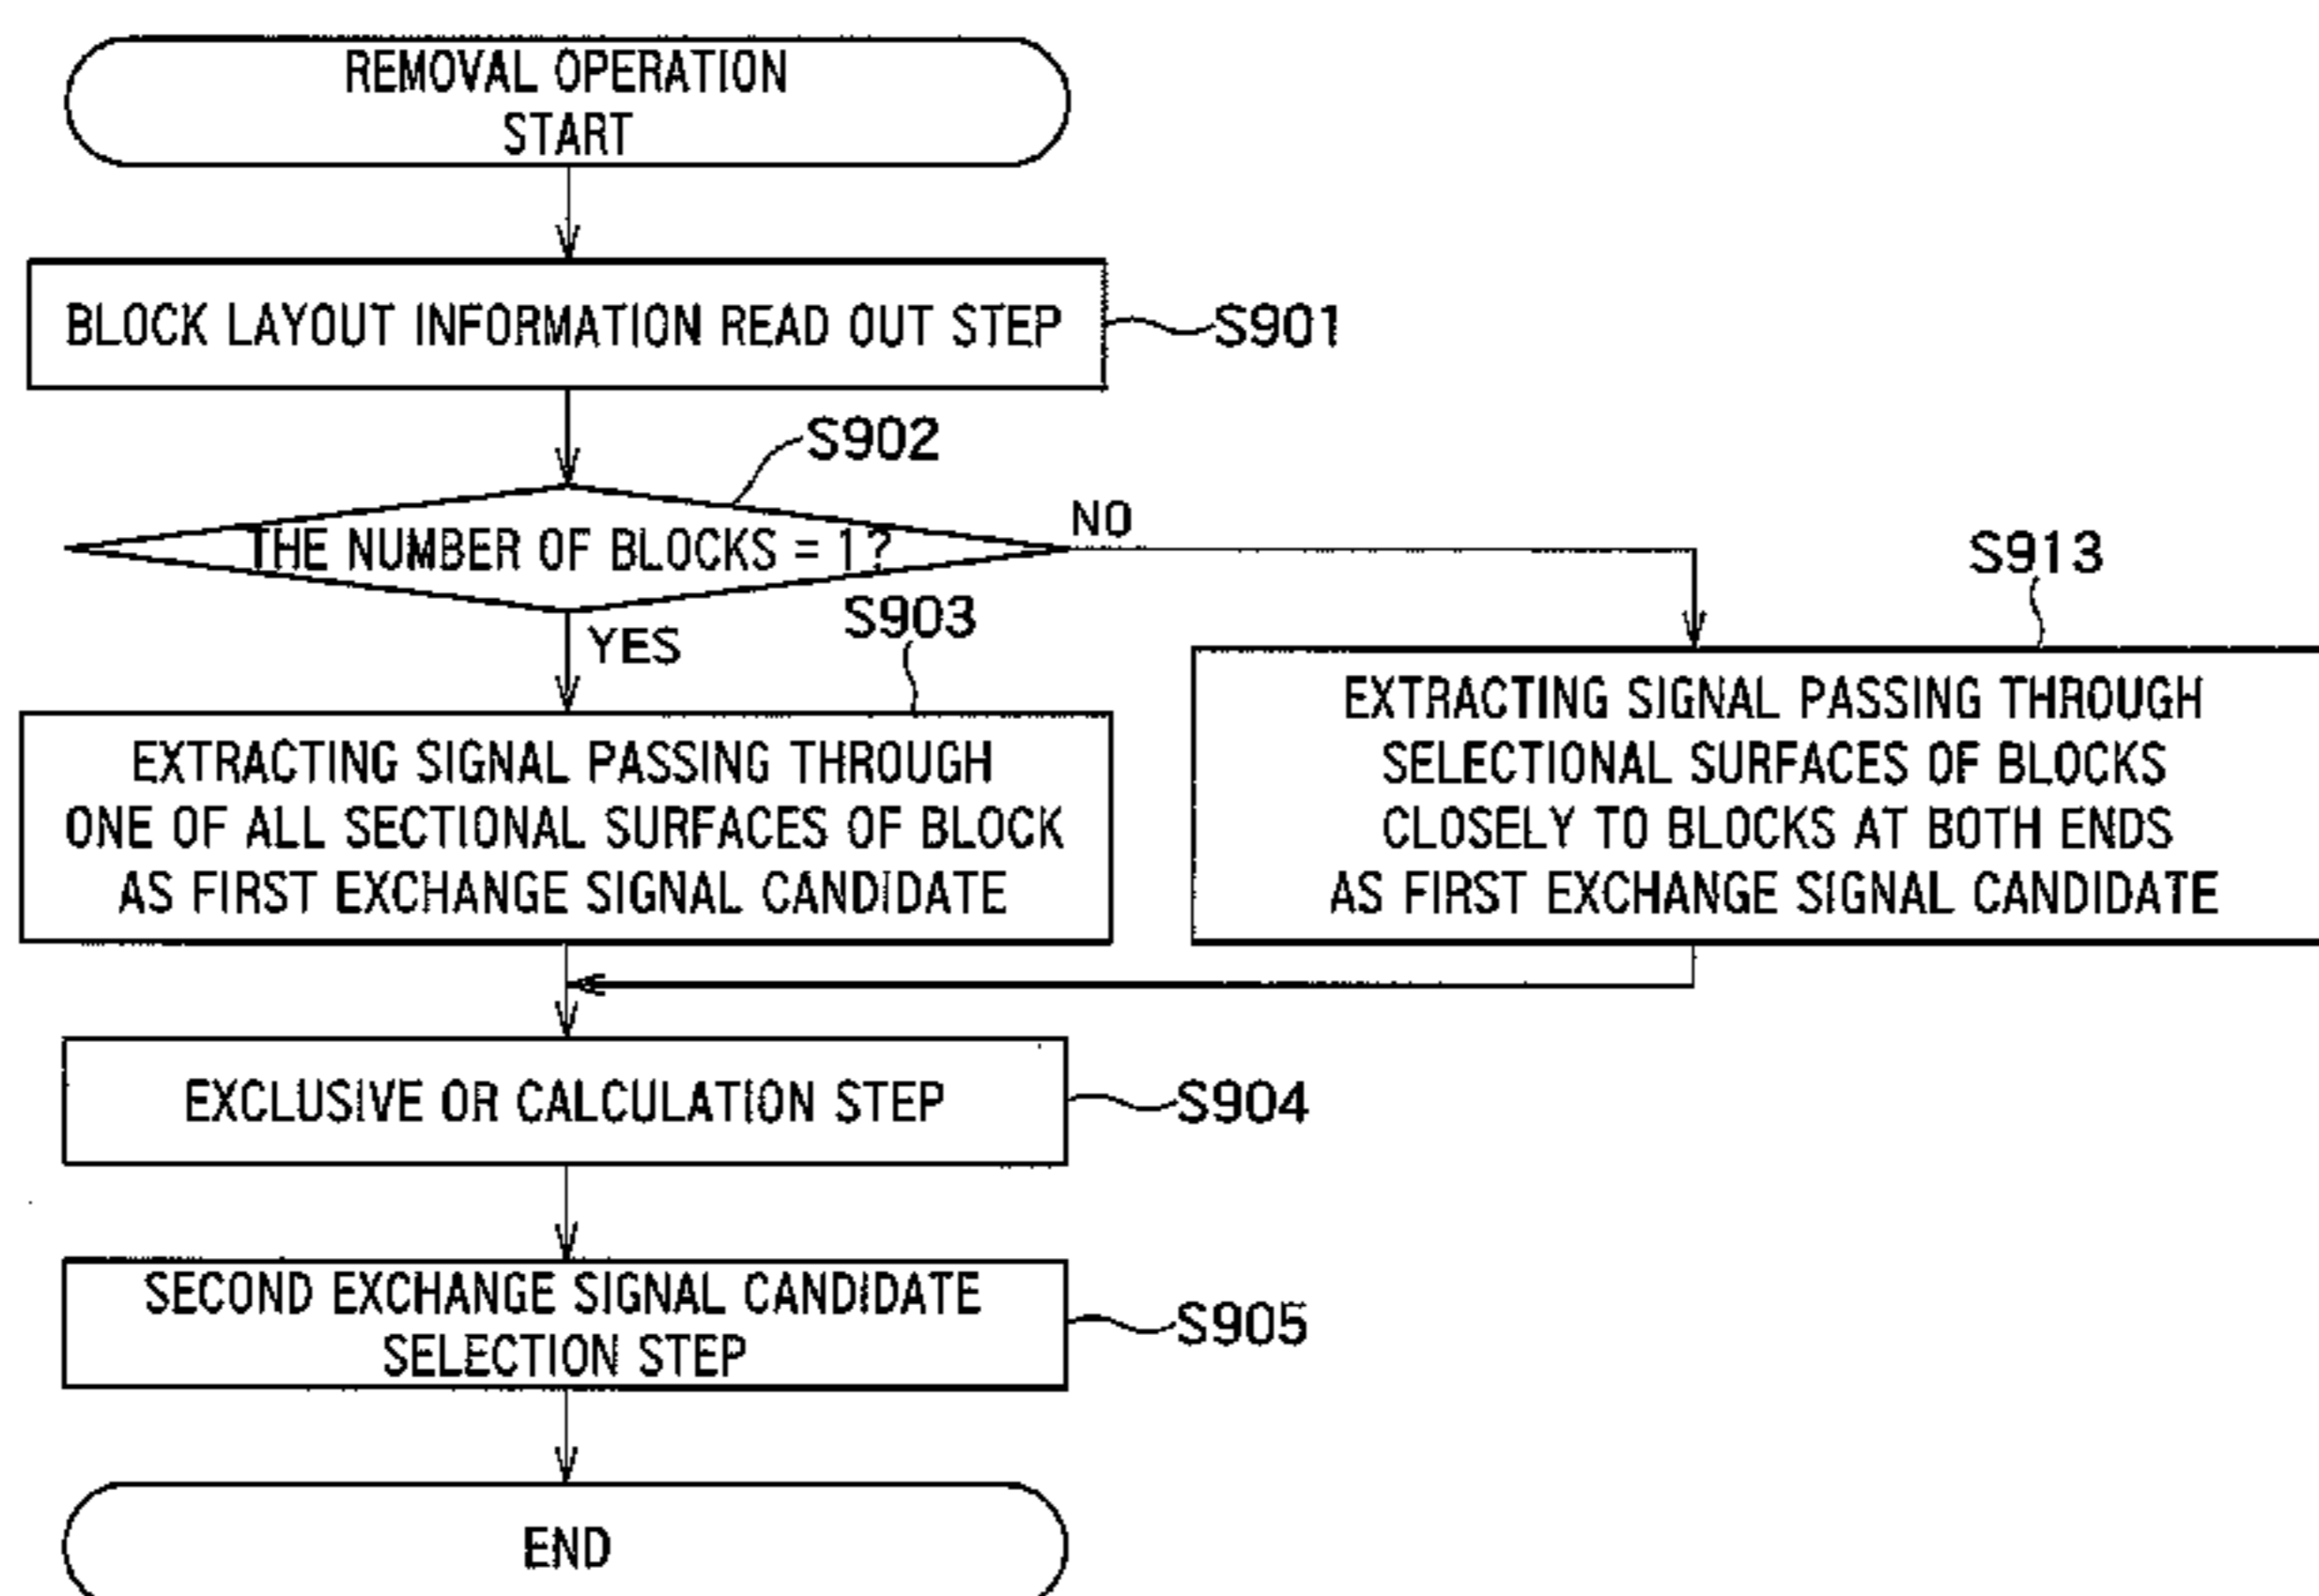 REMOVAL OPERATION
START
BLOCK LAYOUT INFORMATION READ OUT STEP
S901
S902
THE NUMBER OF BLOCKS = 1?
NO
YES
S903
EXTRACTING SIGNAL PASSING THROUGH
ONE OF ALL SECTIONAL SURFACES OF BLOCK
AS FIRST EXCHANGE SIGNAL CANDIDATE
S913
EXTRACTING SIGNAL PASSING THROUGH
SELECTIONAL SURFACES OF BLOCKS
CLOSELY TO BLOCKS AT BOTH ENDS
AS FIRST EXCHANGE SIGNAL CANDIDATE
EXCLUSIVE OR CALCULATION STEP
S904
SECOND EXCHANGE SIGNAL CANDIDATE
SELECTION STEP
S905
END